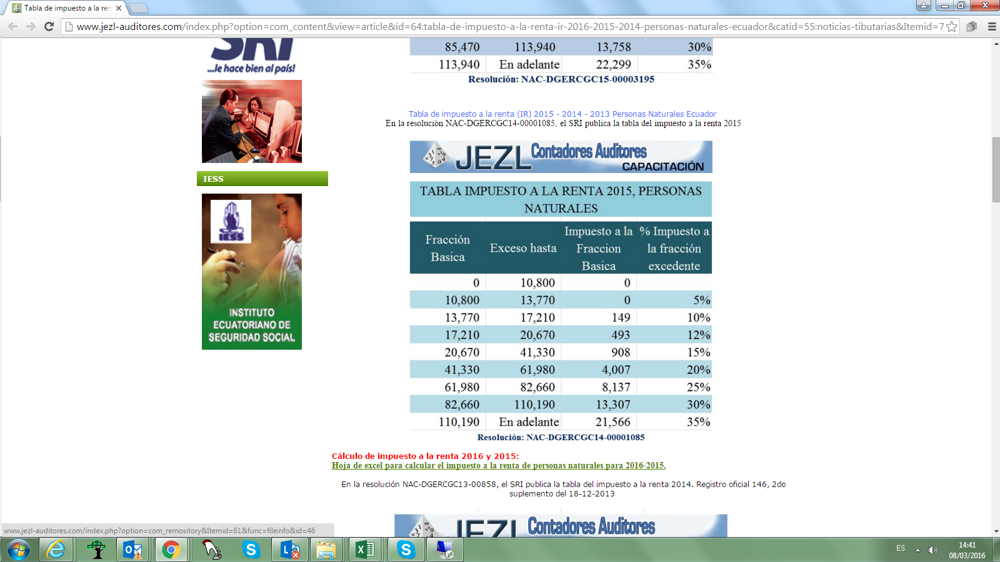 Tabla de impuesto a la ren
www.jezl-auditores.com/index.php?option=com_content&view=article&id=64:tabla-de-impuesto-a-la-renta-ir-2016-2015-2014-personas-naturales-ecuador&catid=55:noticias-tibutarias&Itemid=7
SRI
...le hace bien al país!
IESS
IESS
INSTITUTO
ECUATORIANO DE
SEGURIDAD SOCIAL
85,470 113,940 13,758 30%
113,940 En adelante 22,299 35%
Resolución: NAC-DGERCGC15-00003195
Tabla de impuesto a la renta (IR) 2015 - 2014 - 2013 Personas Naturales Ecuador
En la resolución NAC-DGERCGC14-00001085, el SRI publica la tabla del impuesto a la renta 2015
JEZL Contadores Auditores
CAPACITACIÓN
TABLA IMPUESTO A LA RENTA 2015, PERSONAS
NATURALES
Fracción Basica Exceso hasta Impuesto a la Fraccion Basica % Impuesto a la fracción excedente
0 10,800 0
10,800 13,770 0 5%
13,770 17,210 149 10%
17,210 20,670 493 12%
20,670 41,330 908 15%
41,330 61,980 4,007 20%
61,980 82,660 8,137 25%
82,660 110,190 13,307 30%
110,190 En adelante 21,566 35%
Resolución: NAC-DGERCGC14-00001085
Cálculo de impuesto a la renta 2016 y 2015:
Hoja de excel para calcular el impuesto a la renta de personas naturales para 2016-2015.
En la resolución NAC-DGERCGC13-00858, el SRI publica la tabla del impuesto a la renta 2014. Registro oficial 146, 2do
suplemento del 18-12-2013
JEZL Contadores Auditores
www.jezl-auditores.com/index.php?option=com_remository&Itemid=61&func=fileinfo&id=46
ES
14:41
08/03/2016